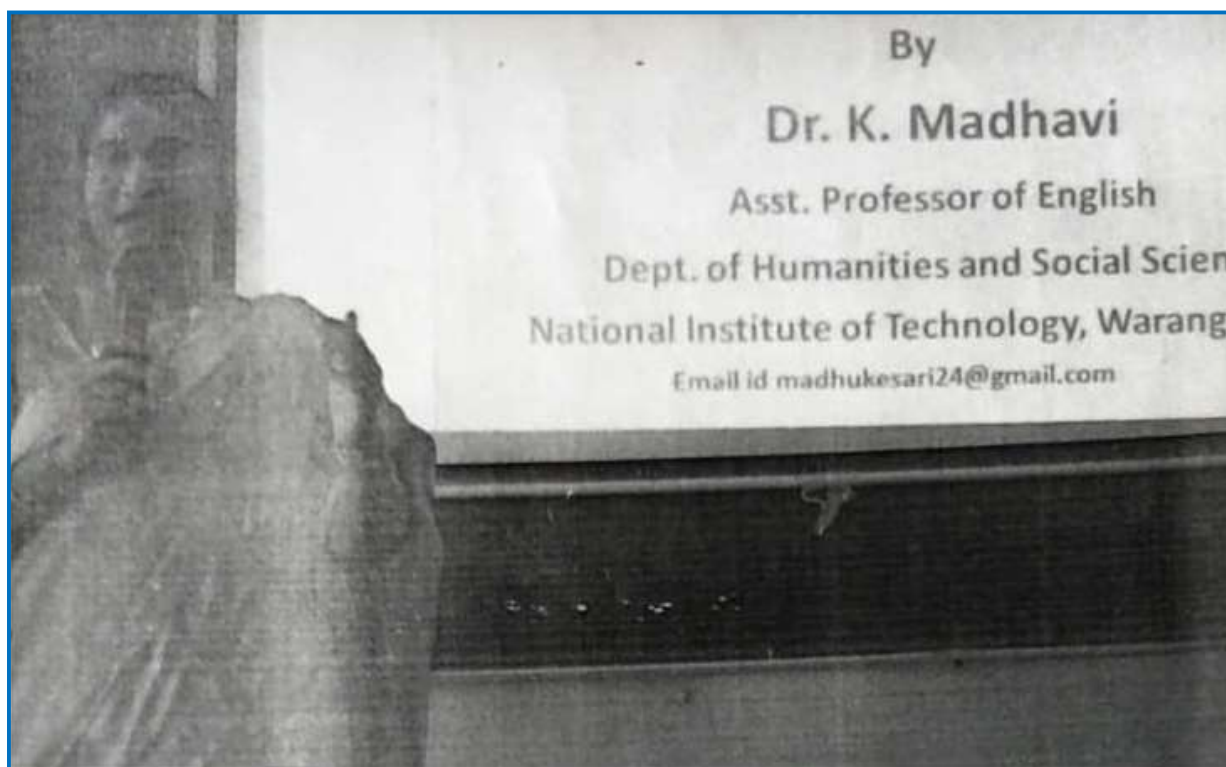 By
Dr. K. Madhavi
Asst. Professor of English
Dept. of Humanities and Social Scien
National Institute of Technology, Warang
Email id madhukesari24@gmail.com